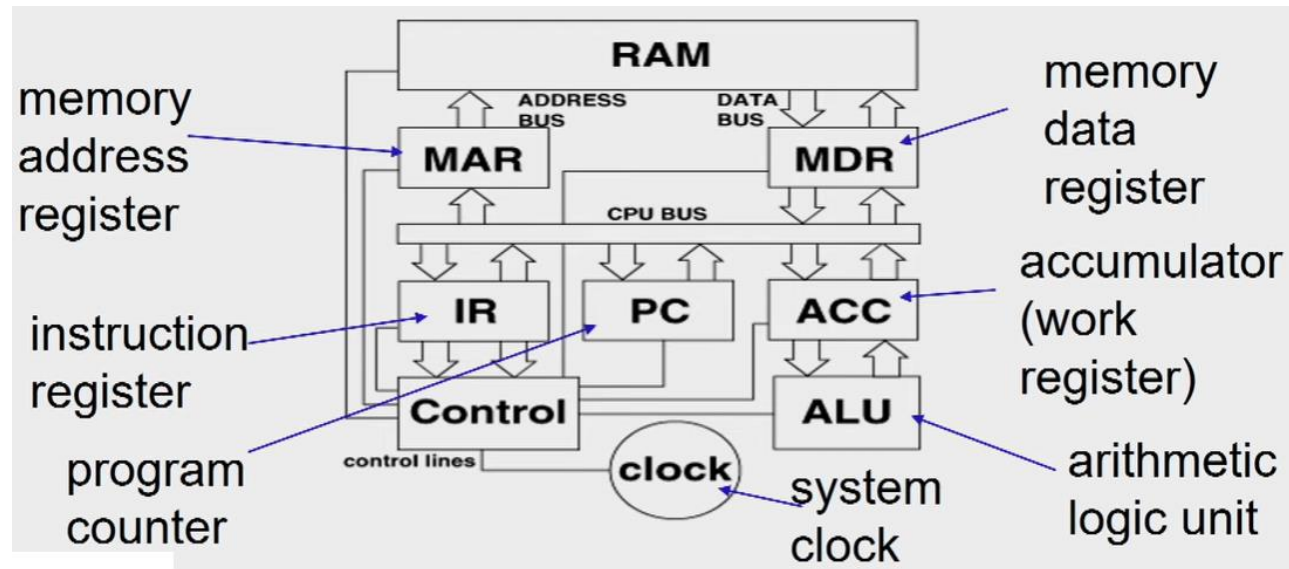 RAM
memory
address
register
ADDRESS
BUS
DATA
BUS
memory
data
register
MAR
MDR
CPU BUS
accumulator
(work
register)
IR
PC
ACC
instruction
register
Control
ALU
control lines
clock
program
counter
system
clock
arithmetic
logic unit